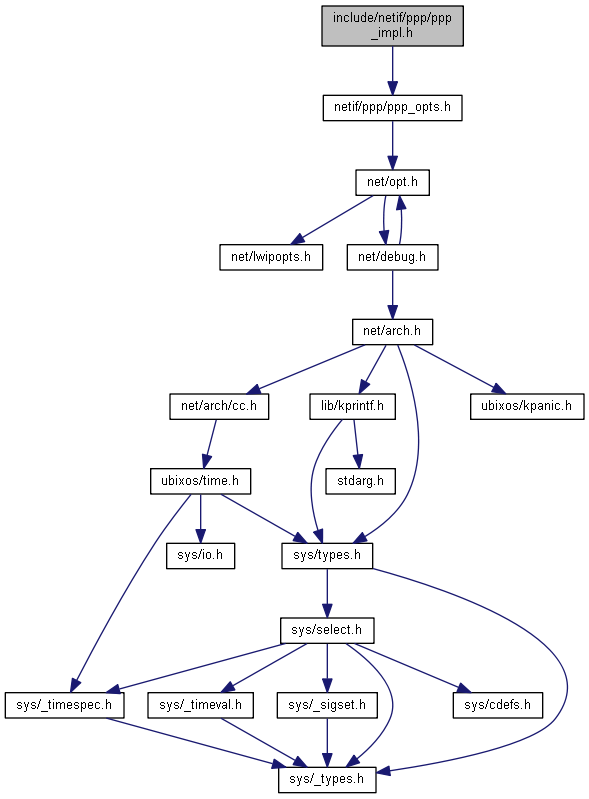 include/netif/ppp/ppp
_impl.h
netif/ppp/ppp_opts.h
net/opt.h
net/lwipopts.h
net/debug.h
net/arch.h
net/arch/cc.h
lib/kprintf.h
ubixos/kpanic.h
ubixos/time.h
stdarg.h
sys/io.h
sys/types.h
sys/select.h
sys/_timespec.h
sys/_timeval.h
sys/_sigset.h
sys/cdefs.h
sys/_types.h